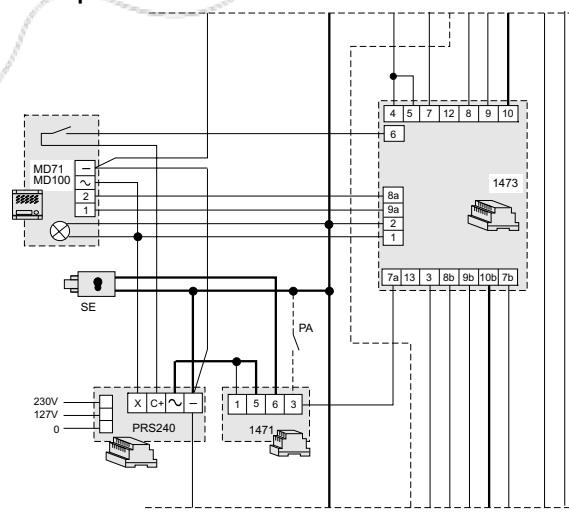 4 5 7 12 8 9 10
6
1473
MD71
MD100
–
~
2
1
8a
9a
2
1
7a 13 3 8b 9b 10b 7b
SE
PA
230V
127V
0
X C+ ~ –
PRS240
1 5 6 3
1471